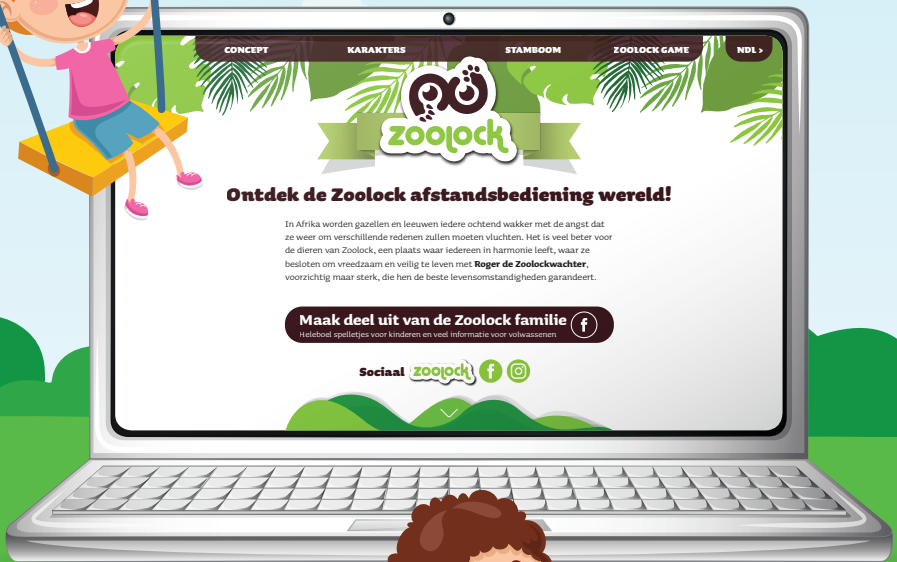 CONCEPT KARAKTERS STAMBOOM ZOOLOCK GAME NDL >
zoolock
Ontdek de Zoolock afstandsbediening wereld!
In Afrika worden gazellen en leeuwen iedere ochtend wakker met de angst dat
ze weer om verschillende redenen zullen moeten vluchten. Het is veel beter voor
de dieren van Zoolock, een plaats waar iedereen in harmonie leeft, waar ze
besloten om vreedzaam en veilig te leven met Roger de Zoolockwachter,
voorzichtig maar sterk, die hen de beste levensomstandigheden garandeert.
Maak deel uit van de Zoolock familie f
Heleboel spelletjes voor kinderen en veel informatie voor volwassenen
Sociaal zoolock f